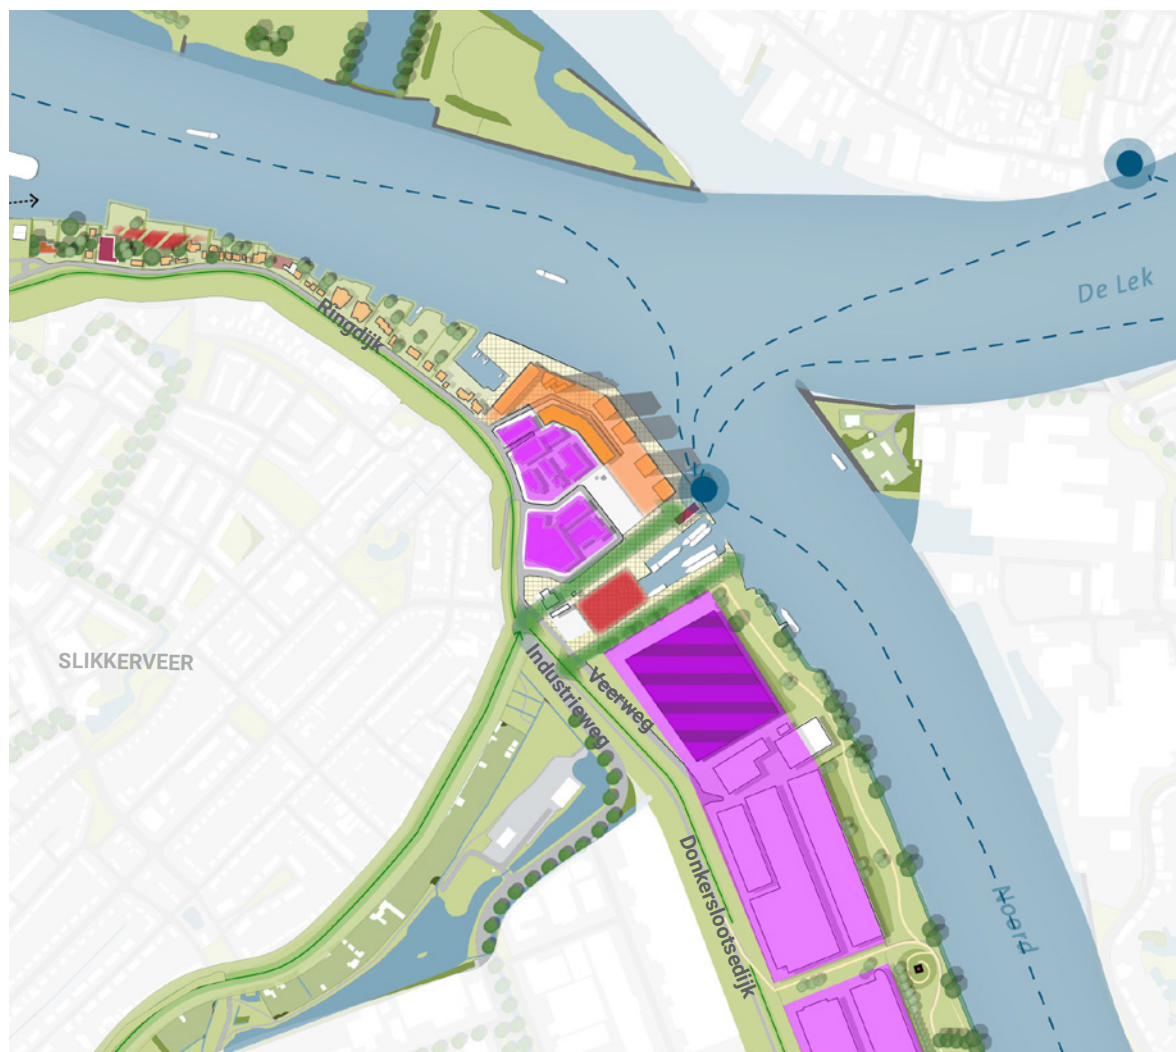 De Lek
Ringdijk
SLIKKERVEER
Industrieweg
Veerweg
Donkerslootsedijk
Noord